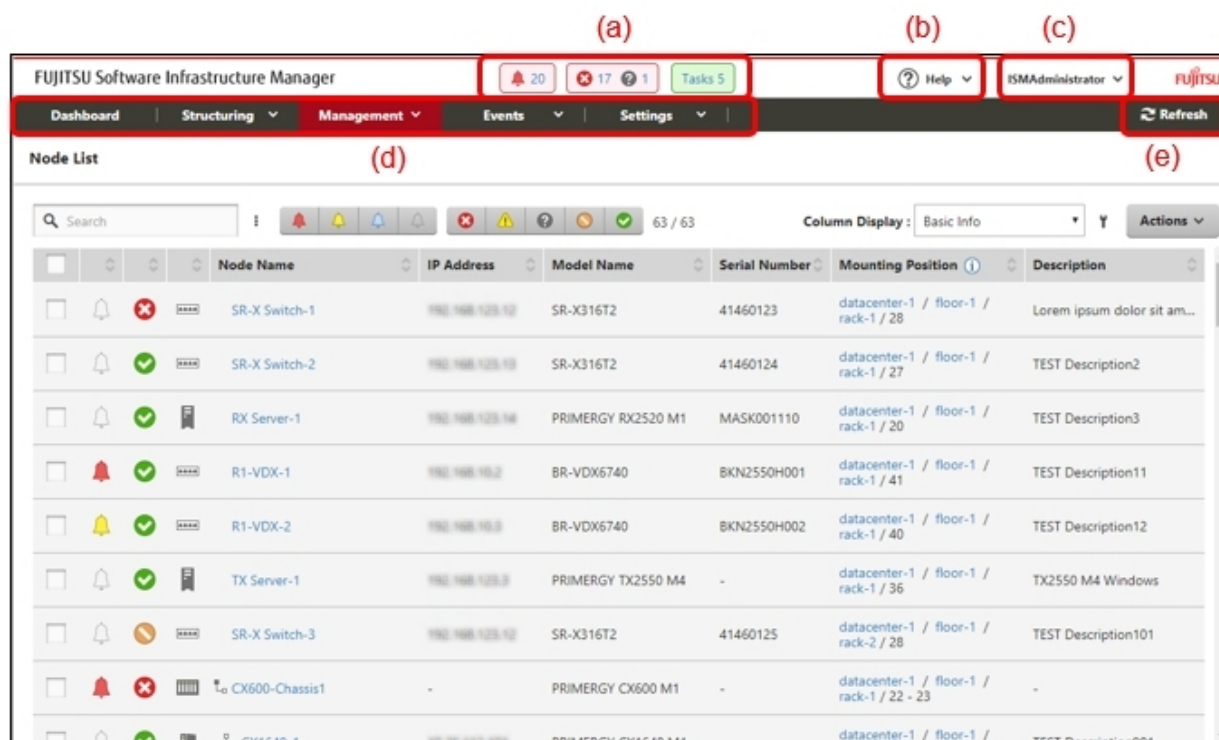 (a) (b) (c)
FUJITSU Software Infrastructure Manager 20 17 1 Tasks 5 Help ISMAdministrator FUJITSU
Dashboard Structuring Management Events Settings Refresh
Node List (d) (e)
Search 63 / 63 Column Display : Basic Info Actions
Node Name IP Address Model Name Serial Number Mounting Position Description
SR-X Switch-1 SR-X316T2 41460123 datacenter-1 / floor-1 / Lorem ipsum dolor sit am...
rack-1 / 28
SR-X Switch-2 SR-X316T2 41460124 datacenter-1 / floor-1 / TEST Description2
rack-1 / 27
RX Server-1 PRIMERGY RX2520 M1 MASK001110 datacenter-1 / floor-1 / TEST Description3
rack-1 / 20
R1-VDX-1 BR-VDX6740 BKN2550H001 datacenter-1 / floor-1 / TEST Description11
rack-1 / 41
R1-VDX-2 BR-VDX6740 BKN2550H002 datacenter-1 / floor-1 / TEST Description12
rack-1 / 40
TX Server-1 PRIMERGY TX2550 M4 - datacenter-1 / floor-1 / TX2550 M4 Windows
rack-1 / 36
SR-X Switch-3 SR-X316T2 41460125 datacenter-1 / floor-1 / TEST Description101
rack-2 / 28
CX600-Chassis1 - PRIMERGY CX600 M1 - datacenter-1 / floor-1 / -
rack-1 / 22 - 23
datacenter-1 / floor-1 /